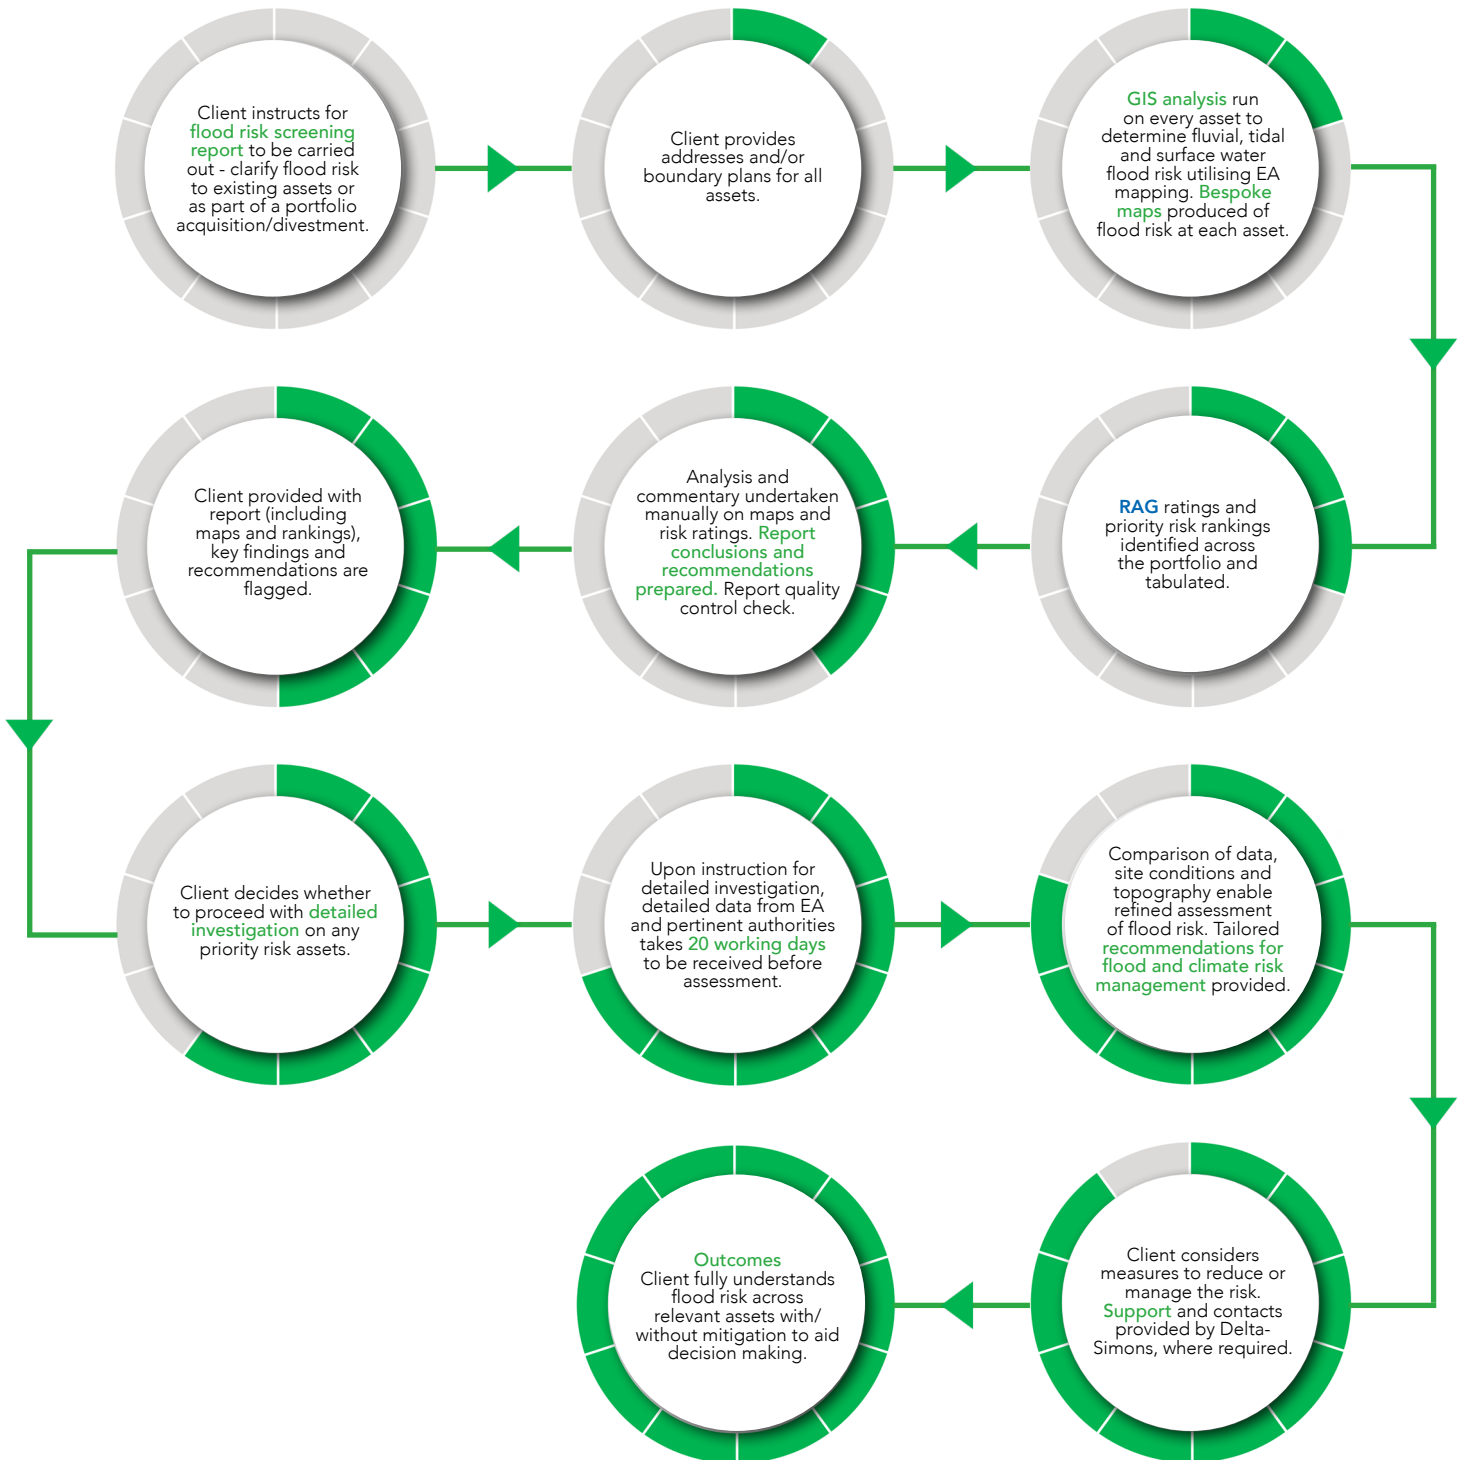 Client instructs for
flood risk screening
report to be carried
out - clarify flood risk
to existing assets or
as part of a portfolio
acquisition/divestment.
Client provides
addresses and/or
boundary plans for all
assets.
GIS analysis run
on every asset to
determine fluvial, tidal
and surface water
flood risk utilising EA
mapping. Bespoke
maps produced of
flood risk at each asset.
RAG ratings and
priority risk rankings
identified across
the portfolio and
tabulated.
Analysis and
commentary undertaken
manually on maps and
risk ratings. Report
conclusions and
recommendations
prepared. Report quality
control check.
Client provided with
report (including
maps and rankings),
key findings and
recommendations are
flagged.
Client decides whether
to proceed with detailed
investigation on any
priority risk assets.
Upon instruction for
detailed investigation,
detailed data from EA
and pertinent authorities
takes 20 working days
to be received before
assessment.
Comparison of data,
site conditions and
topography enable
refined assessment
of flood risk. Tailored
recommendations for
flood and climate risk
management provided.
Client considers
measures to reduce or
manage the risk.
Support and contacts
provided by Delta-
Simons, where required.
Outcomes
Client fully understands
flood risk across
relevant assets with/
without mitigation to aid
decision making.